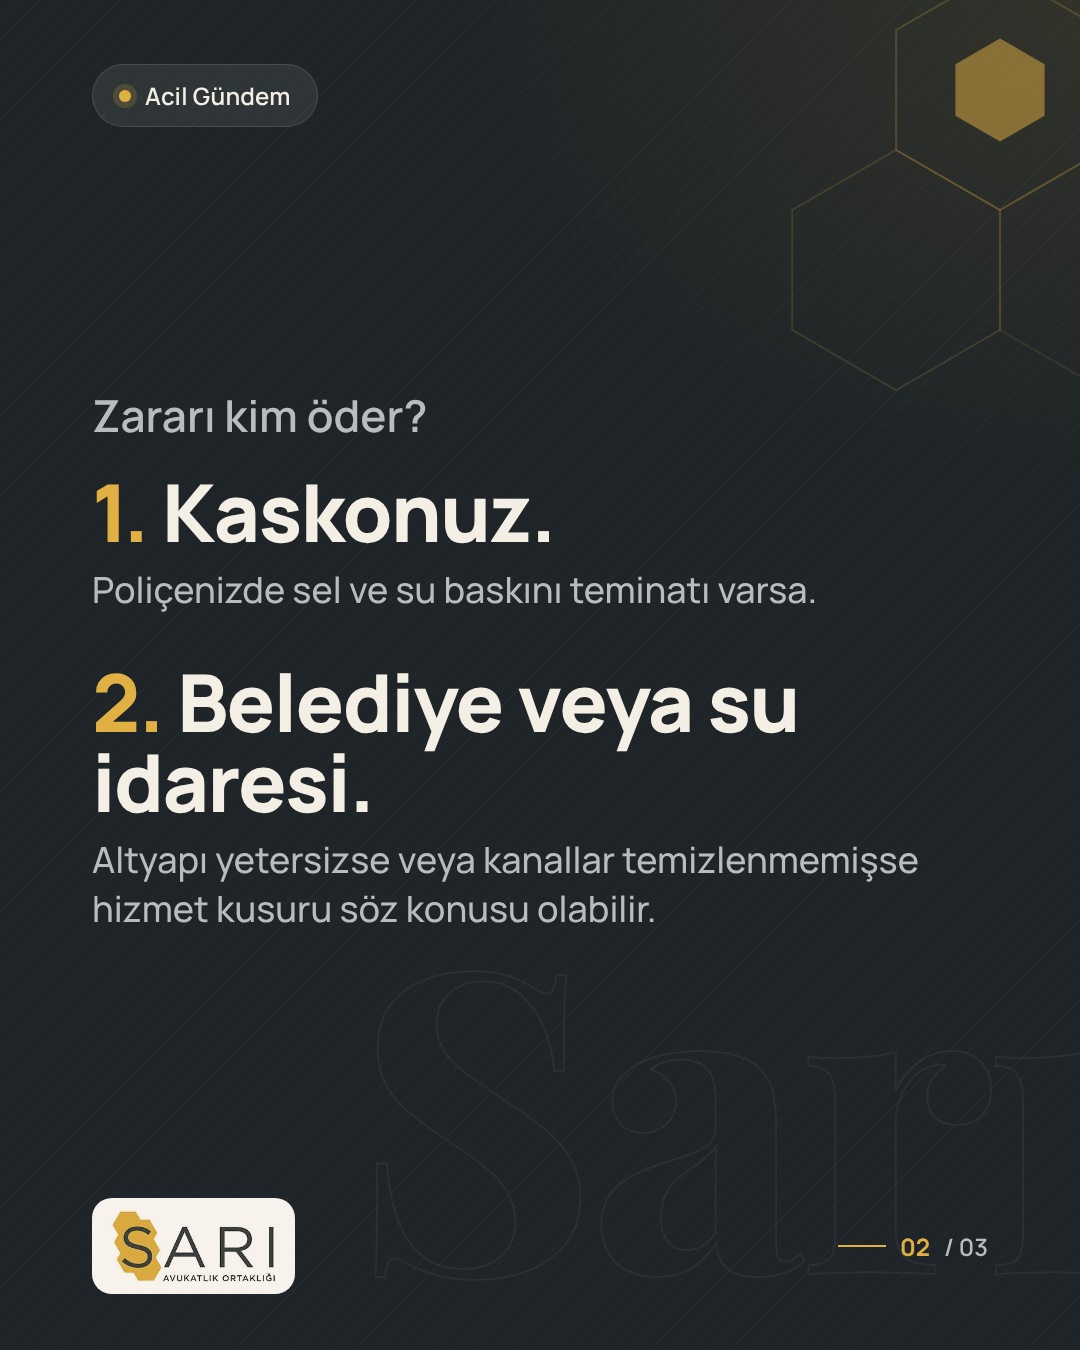 Acil Gündem
Zararı kim öder?
1. Kaskonuz.
Poliçenizde sel ve su baskını teminatı varsa.
2. Belediye veya su
idaresi.
Altyapı yetersizse veya kanallar temizlenmemişse
hizmet kusuru söz konusu olabilir.
Sarı
SARI
AVUKATLIK ORTAKLIĞI
02 / 03